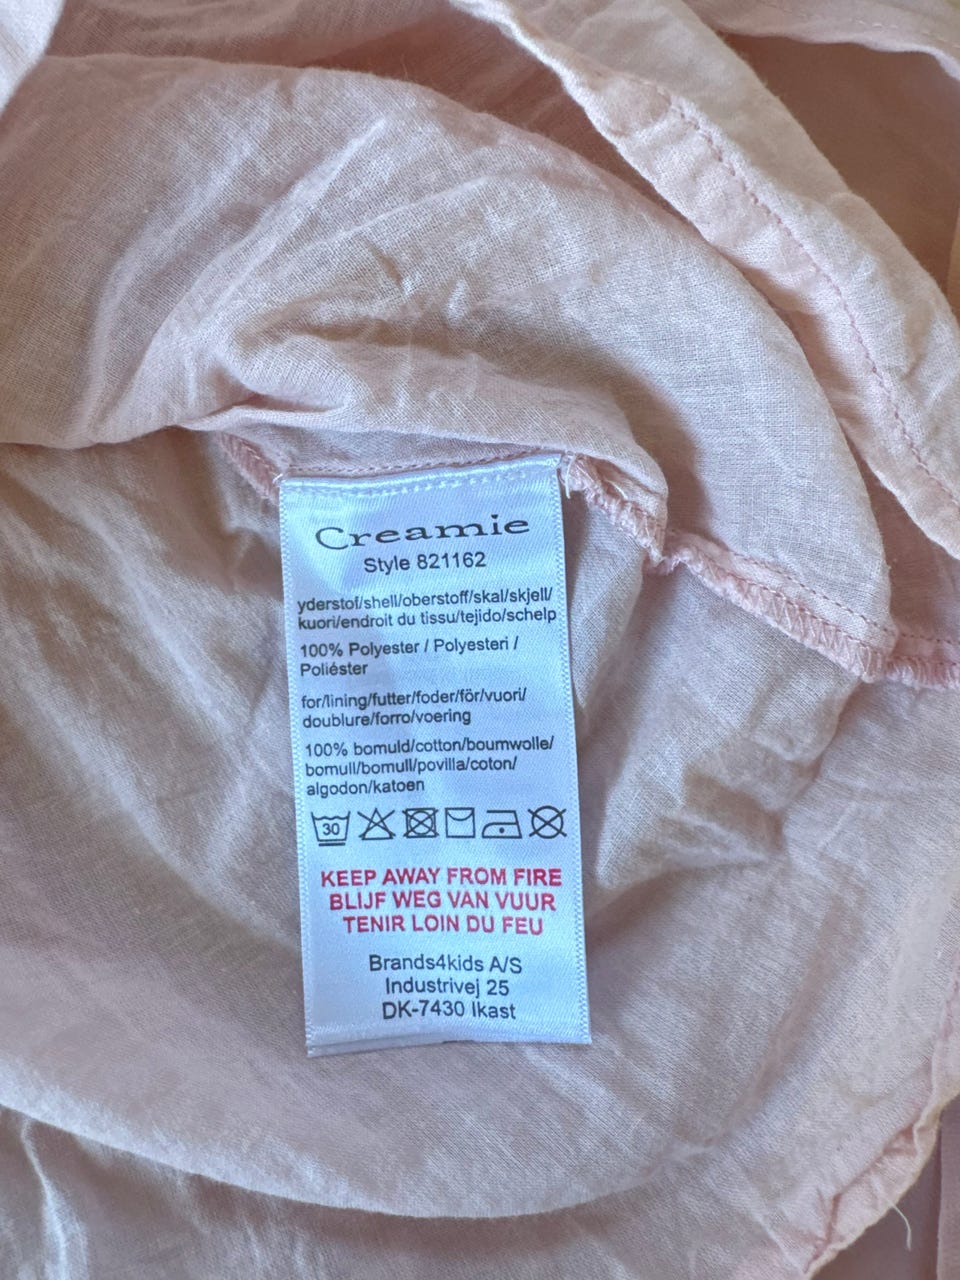 Creamie
Style 821162
yderstof/shell/oberstoff/skal/skjell/
kuori/endroit du tissu/tejido/schelp
100% Polyester / Polyesteri /
Poliéster
for/lining/futter/foder/för/vuori/
doublure/forro/voering
100% bomuld/cotton/boumwolle/
bomull/bomull/povilla/coton/
algodon/katoen
30
KEEP AWAY FROM FIRE
BLIJF WEG VAN VUUR
TENIR LOIN DU FEU
Brands4kids A/S
Industrivej 25
DK-7430 Ikast